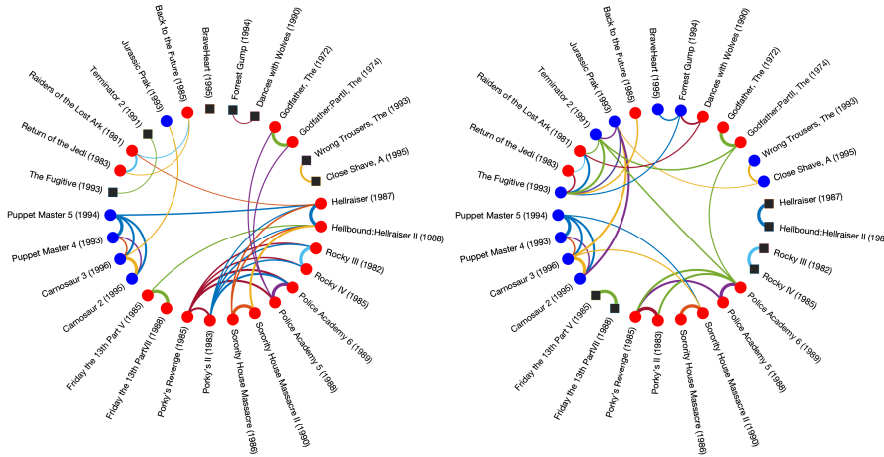 BraveHeart (1995)
Forrest Gump (1994)
Dances with Wolves (1990)
Godfather, The (1972)
Godfather:PartII, The (1974)
Wrong Trousers, The (1993)
Close Shave, A (1995)
Hellraiser (1987)
Hellbound:Hellraiser II (1988)
Rocky III (1982)
Rocky IV (1985)
Police Academy 6 (1989)
Police Academy 5 (1988)
Sorority House Massacre II (1990)
Sorority House Massacre (1986)
Porky's II (1983)
Porky's Revenge (1985)
Friday the 13th PartVII (1988)
Friday the 13th Part V (1985)
Carnosaur 2 (1995)
Carnosaur 3 (1996)
Puppet Master 4 (1993)
Puppet Master 5 (1994)
The Fugitive (1993)
Return of the Jedi (1983)
Raiders of the Lost Ark (1981)
Terminator 2 (1991)
Jurassic Prak (1993)
Back to the Future (1985)
BraveHeart (1995)
Forrest Gump (1994)
Dances with Wolves (1990)
Godfather, The (1972)
Godfather:PartII, The (1974)
Wrong Trousers, The (1993)
Close Shave, A (1995)
Hellraiser (1987)
Hellbound:Hellraiser II (198
Rocky III (1982)
Rocky IV (1985)
Police Academy 6 (1989)
Police Academy 5 (1988)
Sorority House Massacre II (1990)
Sorority House Massacre (1986)
Porky's II (1983)
Porky's Revenge (1985)
Friday the 13th PartVII (1988)
Friday the 13th Part V (1985)
Carnosaur 2 (1995)
Carnosaur 3 (1996)
Puppet Master 4 (1993)
Puppet Master 5 (1994)
The Fugitive (1993)
Return of the Jedi (1983)
Raiders of the Lost Ark (1981)
Terminator 2 (1991)
Jurassic Prak (1993)
Back to the Future (1985)